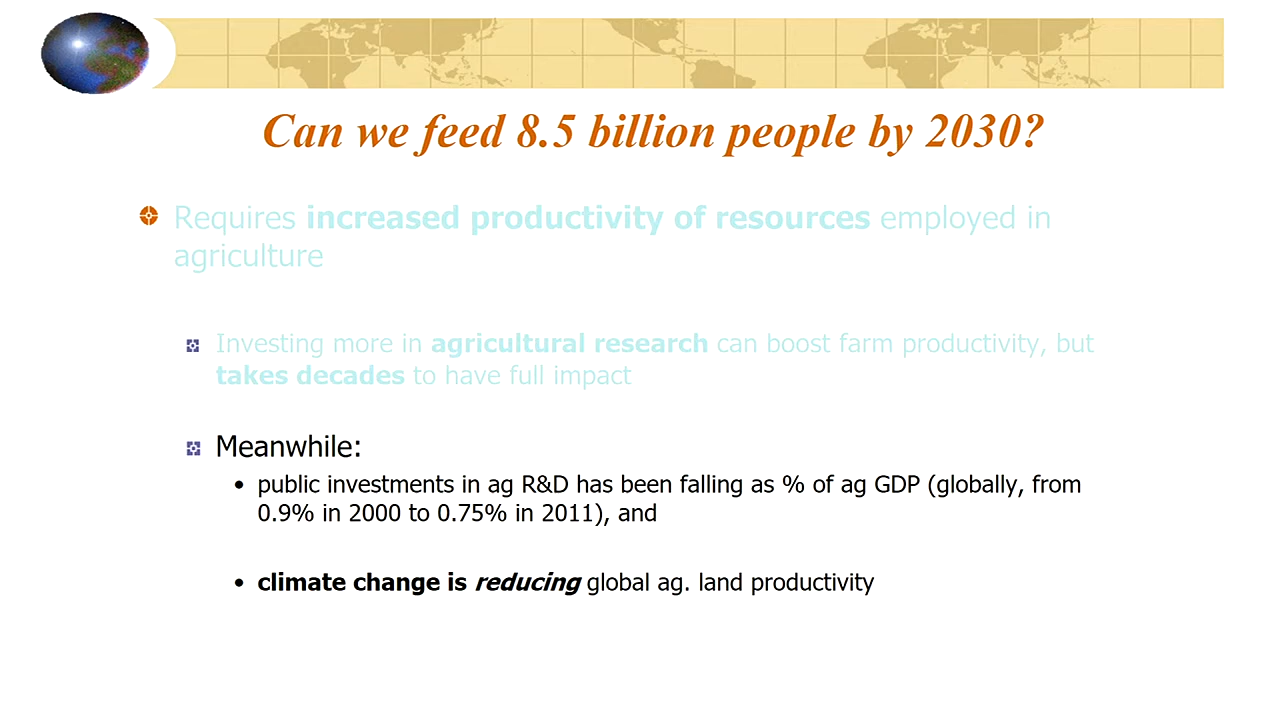 Can we feed 8.5 billion people by 2030?
Requires increased productivity of resources employed in
agriculture
Investing more in agricultural research can boost farm productivity, but
takes decades to have full impact
Meanwhile:
• public investments in ag R&D has been falling as % of ag GDP (globally, from
0.9% in 2000 to 0.75% in 2011), and
• climate change is reducing global ag. land productivity